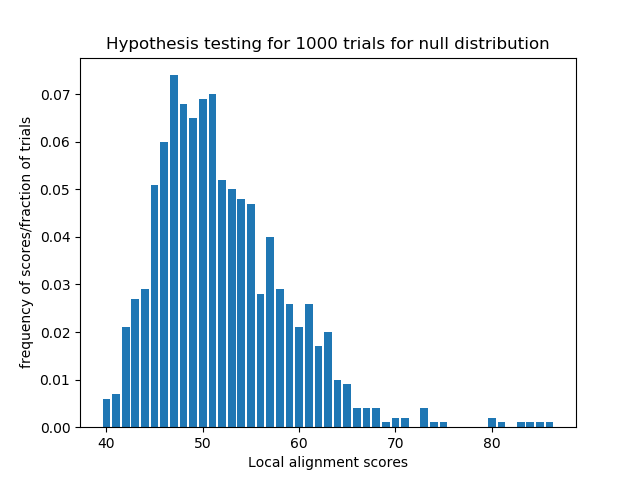 Hypothesis testing for 1000 trials for null distribution
frequency of scores/fraction of trials
0.07
0.06
0.05
0.04
0.03
0.02
0.01
0.00
40 50 60 70 80
Local alignment scores